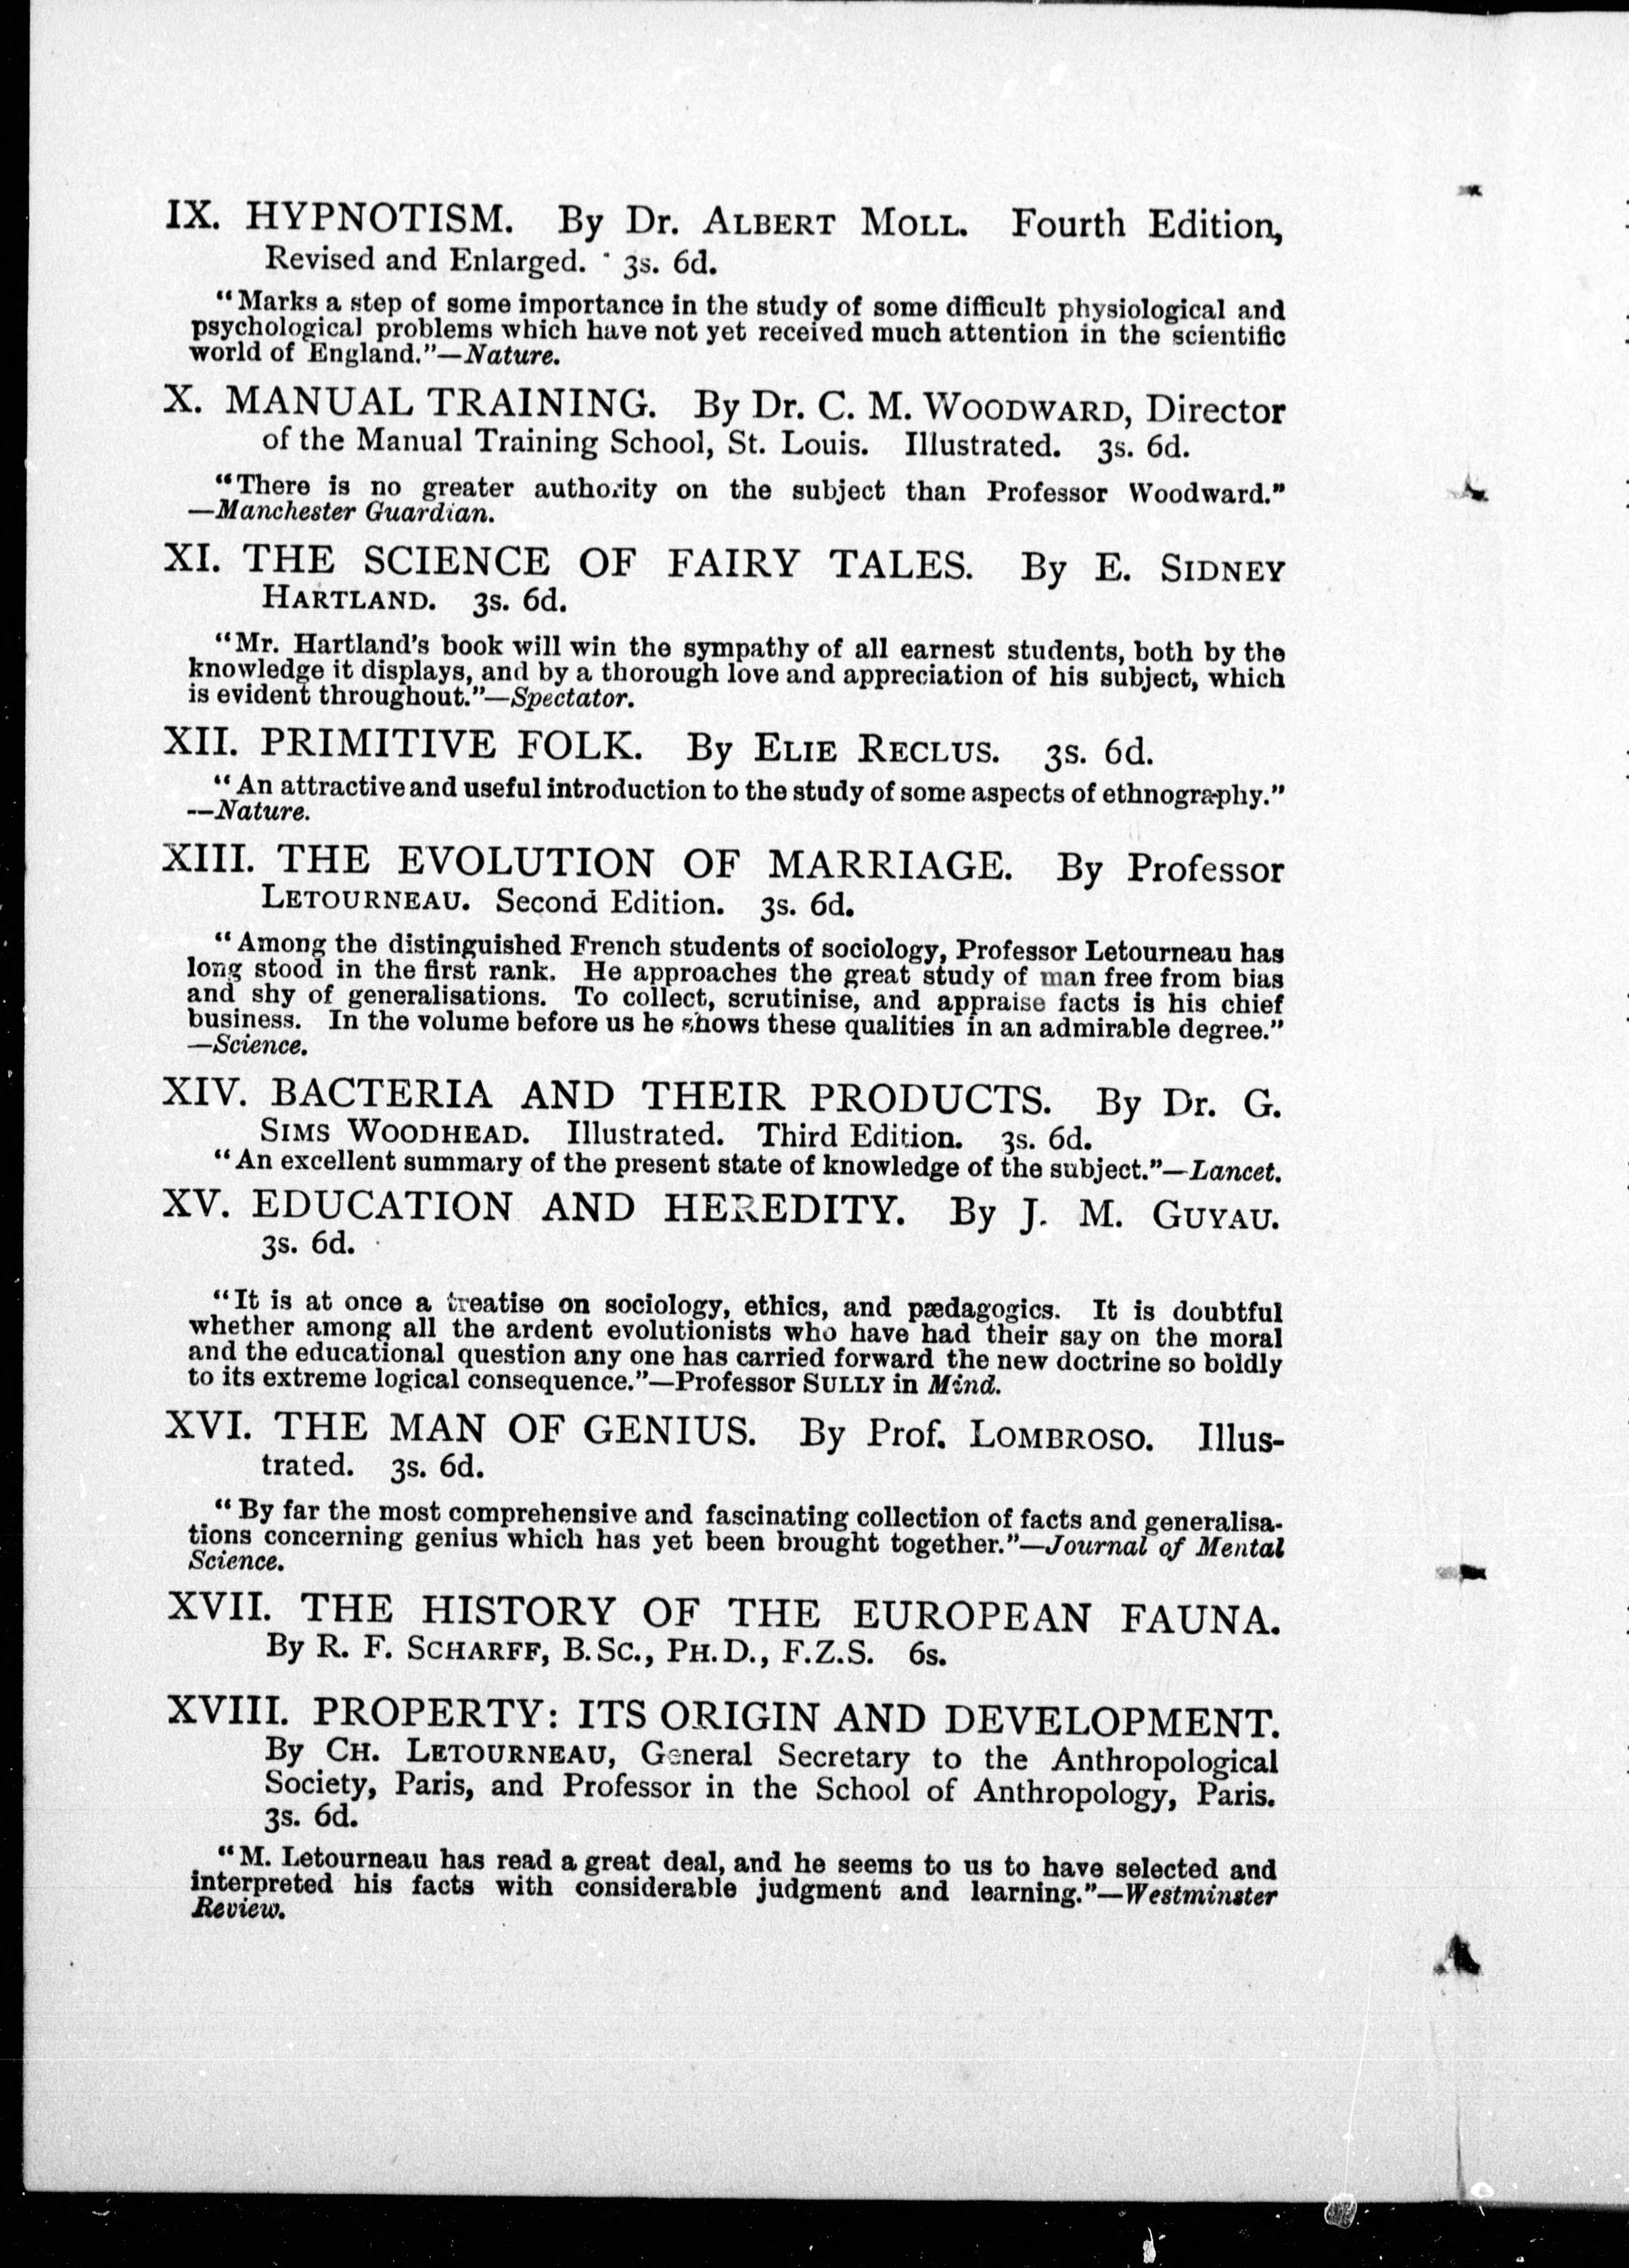 IX. HYPNOTISM. By Dr. ALBERT MOLL. Fourth Edition,
Revised and Enlarged. 3s. 6d.
"Marks a step of some importance in the study of some difficult physiological and
psychological problems which have not yet received much attention in the scientific
world of England."—Nature.
X. MANUAL TRAINING. By Dr. C. M. WOODWARD, Director
of the Manual Training School, St. Louis. Illustrated. 3s. 6d.
"There is no greater authority on the subject than Professor Woodward."
—Manchester Guardian.
XI. THE SCIENCE OF FAIRY TALES. By E. SIDNEY
HARTLAND. 3s. 6d.
"Mr. Hartland's book will win the sympathy of all earnest students, both by the
knowledge it displays, and by a thorough love and appreciation of his subject, which
is evident throughout."—Spectator.
XII. PRIMITIVE FOLK. By ELIE RECLUS. 3s. 6d.
"An attractive and useful introduction to the study of some aspects of ethnography."
—Nature.
XIII. THE EVOLUTION OF MARRIAGE. By Professor
LETOURNEAU. Second Edition. 3s. 6d.
"Among the distinguished French students of sociology, Professor Letourneau has
long stood in the first rank. He approaches the great study of man free from bias
and shy of generalisations. To collect, scrutinise, and appraise facts is his chief
business. In the volume before us he shows these qualities in an admirable degree."
—Science.
XIV. BACTERIA AND THEIR PRODUCTS. By Dr. G.
SIMS WOODHEAD. Illustrated. Third Edition. 3s. 6d.
"An excellent summary of the present state of knowledge of the subject."—Lancet.
XV. EDUCATION AND HEREDITY. By J. M. GUYAU.
3s. 6d.
"It is at once a treatise on sociology, ethics, and pædagogics. It is doubtful
whether among all the ardent evolutionists who have had their say on the moral
and the educational question any one has carried forward the new doctrine so boldly
to its extreme logical consequence."—Professor SULLY in Mind.
XVI. THE MAN OF GENIUS. By Prof. LOMBROSO. Illus-
trated. 3s. 6d.
"By far the most comprehensive and fascinating collection of facts and generalisa-
tions concerning genius which has yet been brought together."—Journal of Mental
Science.
XVII. THE HISTORY OF THE EUROPEAN FAUNA.
By R. F. SCHARFF, B.SC., PH.D., F.Z.S. 6s.
XVIII. PROPERTY: ITS ORIGIN AND DEVELOPMENT.
By CH. LETOURNEAU, General Secretary to the Anthropological
Society, Paris, and Professor in the School of Anthropology, Paris.
3s. 6d.
"M. Letourneau has read a great deal, and he seems to us to have selected and
interpreted his facts with considerable judgment and learning."—Westminster
Review.